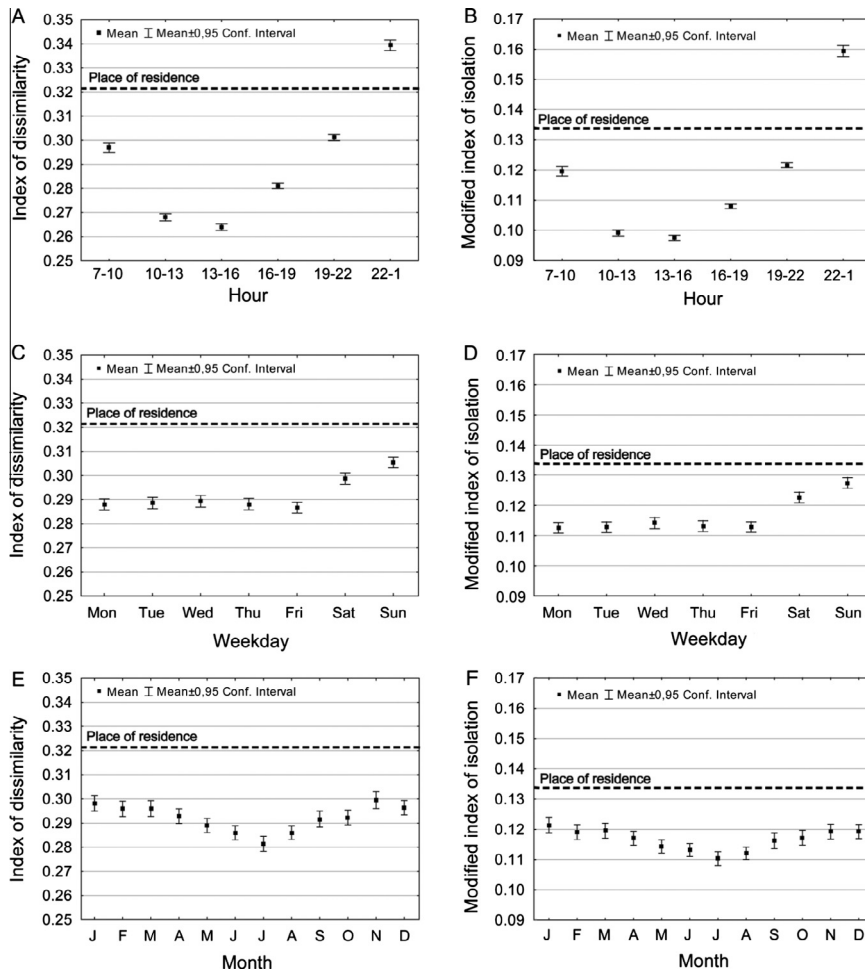 A
Index of dissimilarity
0.35
0.34
0.33
0.32
0.31
0.30
0.29
0.28
0.27
0.26
0.25
Mean Mean±0,95 Conf. Interval
Place of residence
7-10 10-13 13-16 16-19 19-22 22-1
Hour
B
Modified index of isolation
0.17
0.16
0.15
0.14
0.13
0.12
0.11
0.10
0.09
Mean Mean±0,95 Conf. Interval
Place of residence
7-10 10-13 13-16 16-19 19-22 22-1
Hour
C
Index of dissimilarity
0.35
0.34
0.33
0.32
0.31
0.30
0.29
0.28
0.27
0.26
0.25
Mean Mean±0,95 Conf. Interval
Place of residence
Mon Tue Wed Thu Fri Sat Sun
Weekday
D
Modified index of isolation
0.17
0.16
0.15
0.14
0.13
0.12
0.11
0.10
0.09
Mean Mean±0,95 Conf. Interval
Place of residence
Mon Tue Wed Thu Fri Sat Sun
Weekday
E
Index of dissimilarity
0.35
0.34
0.33
0.32
0.31
0.30
0.29
0.28
0.27
0.26
0.25
Mean Mean±0,95 Conf. Interval
Place of residence
J F M A M J J A S O N D
Month
F
Modified index of isolation
0.17
0.16
0.15
0.14
0.13
0.12
0.11
0.10
0.09
Mean Mean±0,95 Conf. Interval
Place of residence
J F M A M J J A S O N D
Month